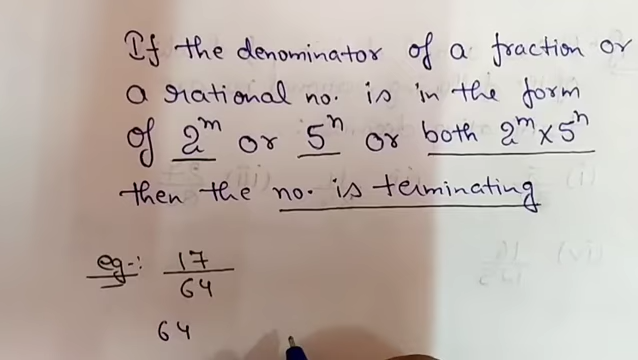 If the denominator of a fraction or
a rational no. is in the form
of 2^m or 5^n or both 2^m × 5^n
then the no. is terminating
eg-: 17/64
64